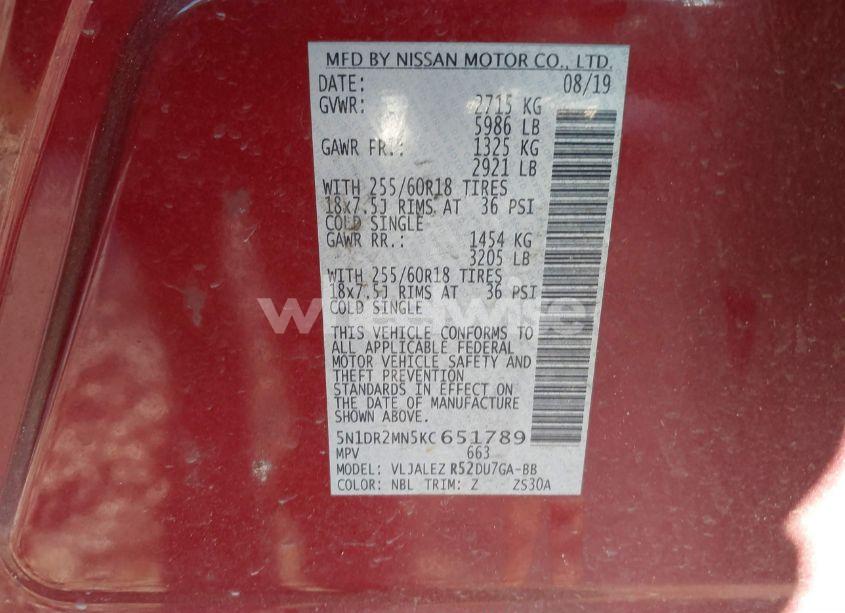 MFD BY NISSAN MOTOR CO., LTD.
DATE: 08/19
GVWR: 2715 KG
5986 LB
GAWR FR.: 1325 KG
2921 LB
WITH 255/60R18 TIRES
18x7.5J RIMS AT 36 PSI
COLD SINGLE
GAWR RR.: 1454 KG
3205 LB
WITH 255/60R18 TIRES
18x7.5J RIMS AT 36 PSI
COLD SINGLE
THIS VEHICLE CONFORMS TO
ALL APPLICABLE FEDERAL
MOTOR VEHICLE SAFETY AND
THEFT PREVENTION
STANDARDS IN EFFECT ON
THE DATE OF MANUFACTURE
SHOWN ABOVE.
5N1DR2MN5KC651789
MPV 663
MODEL: VLJALEZ R52DU7GA-BB
COLOR: NBL TRIM: Z ZS30A